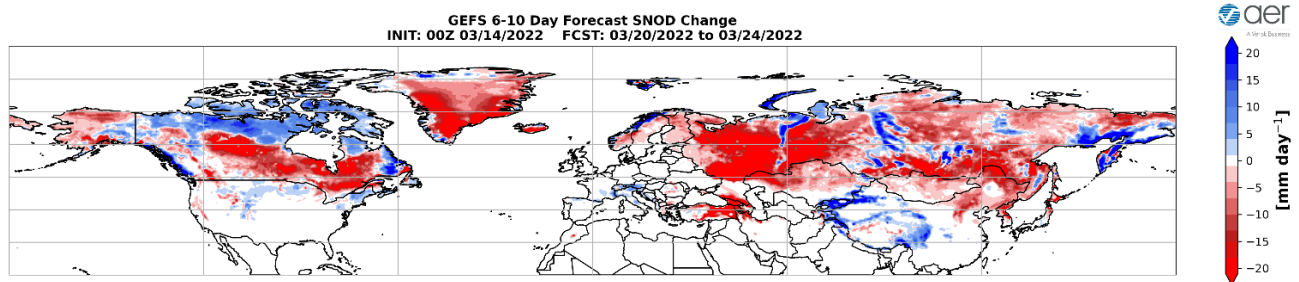 GEFS 6-10 Day Forecast SNOD Change
INIT: 00Z 03/14/2022    FCST: 03/20/2022 to 03/24/2022
aer
A Verisk Business
20
15
10
5
0
−5
−10
−15
−20
[mm day⁻¹]